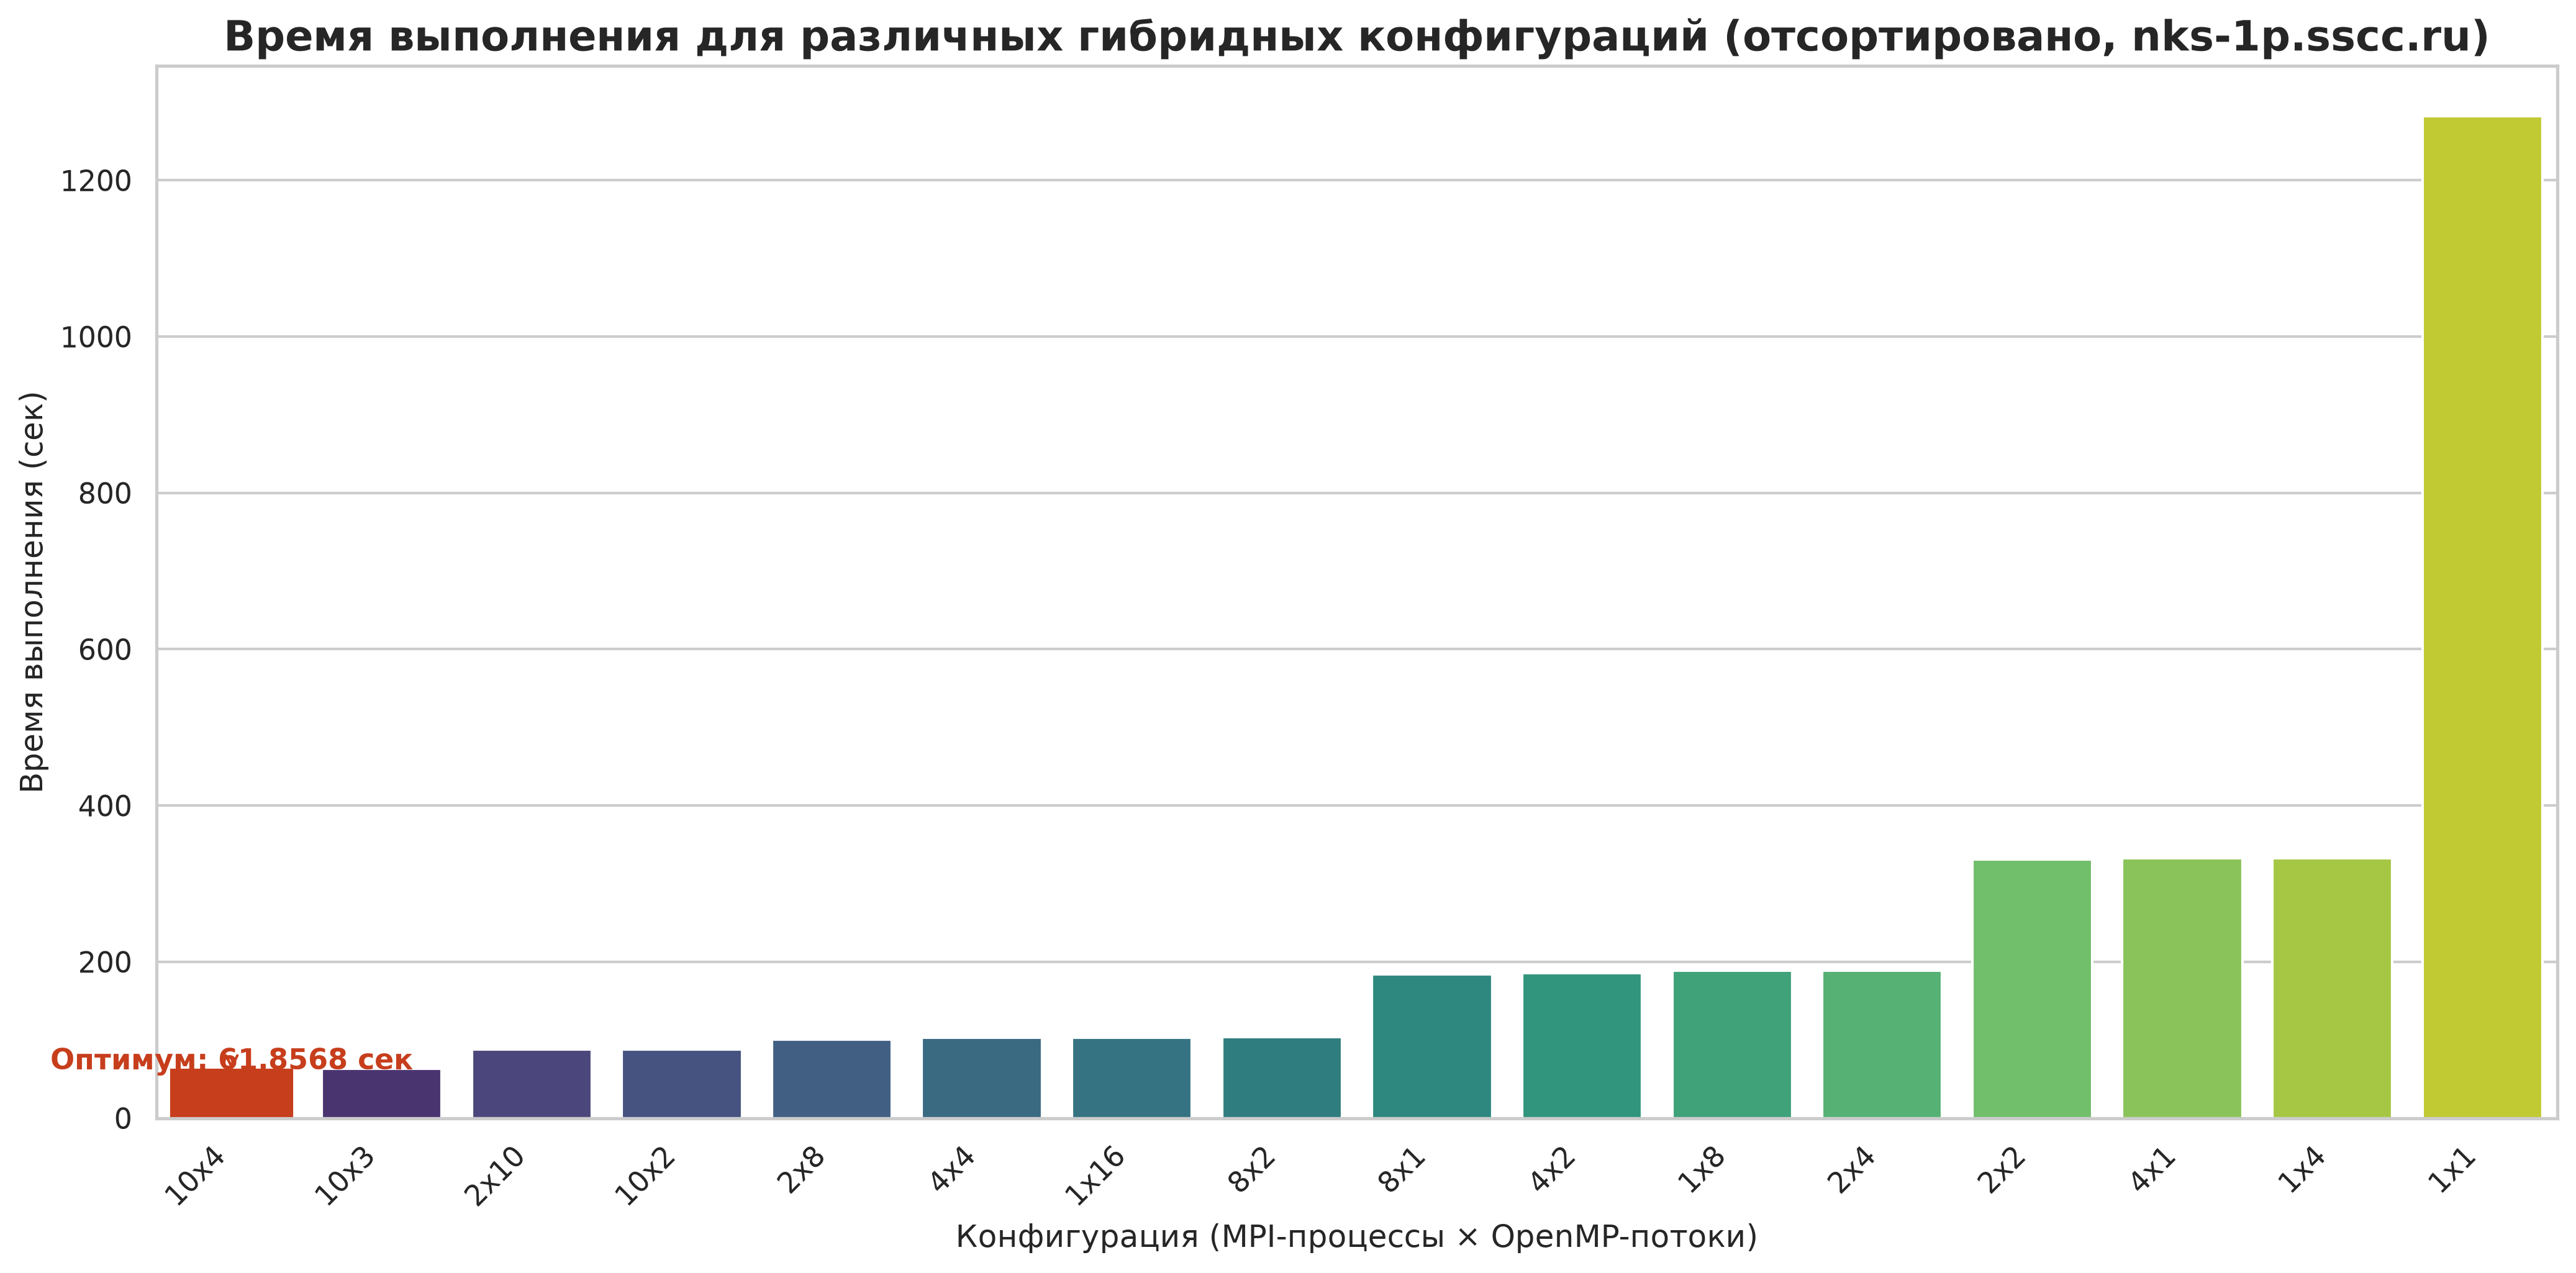 Время выполнения для различных гибридных конфигураций (отсортировано, nks-1p.sscc.ru)
Время выполнения (сек)
1200
1000
800
600
400
200
0
Оптимум: 61.8568 сек
10x4
10x3
2x10
10x2
2x8
4x4
1x16
8x2
8x1
4x2
1x8
2x4
2x2
4x1
1x4
1x1
Конфигурация (MPI-процессы × OpenMP-потоки)